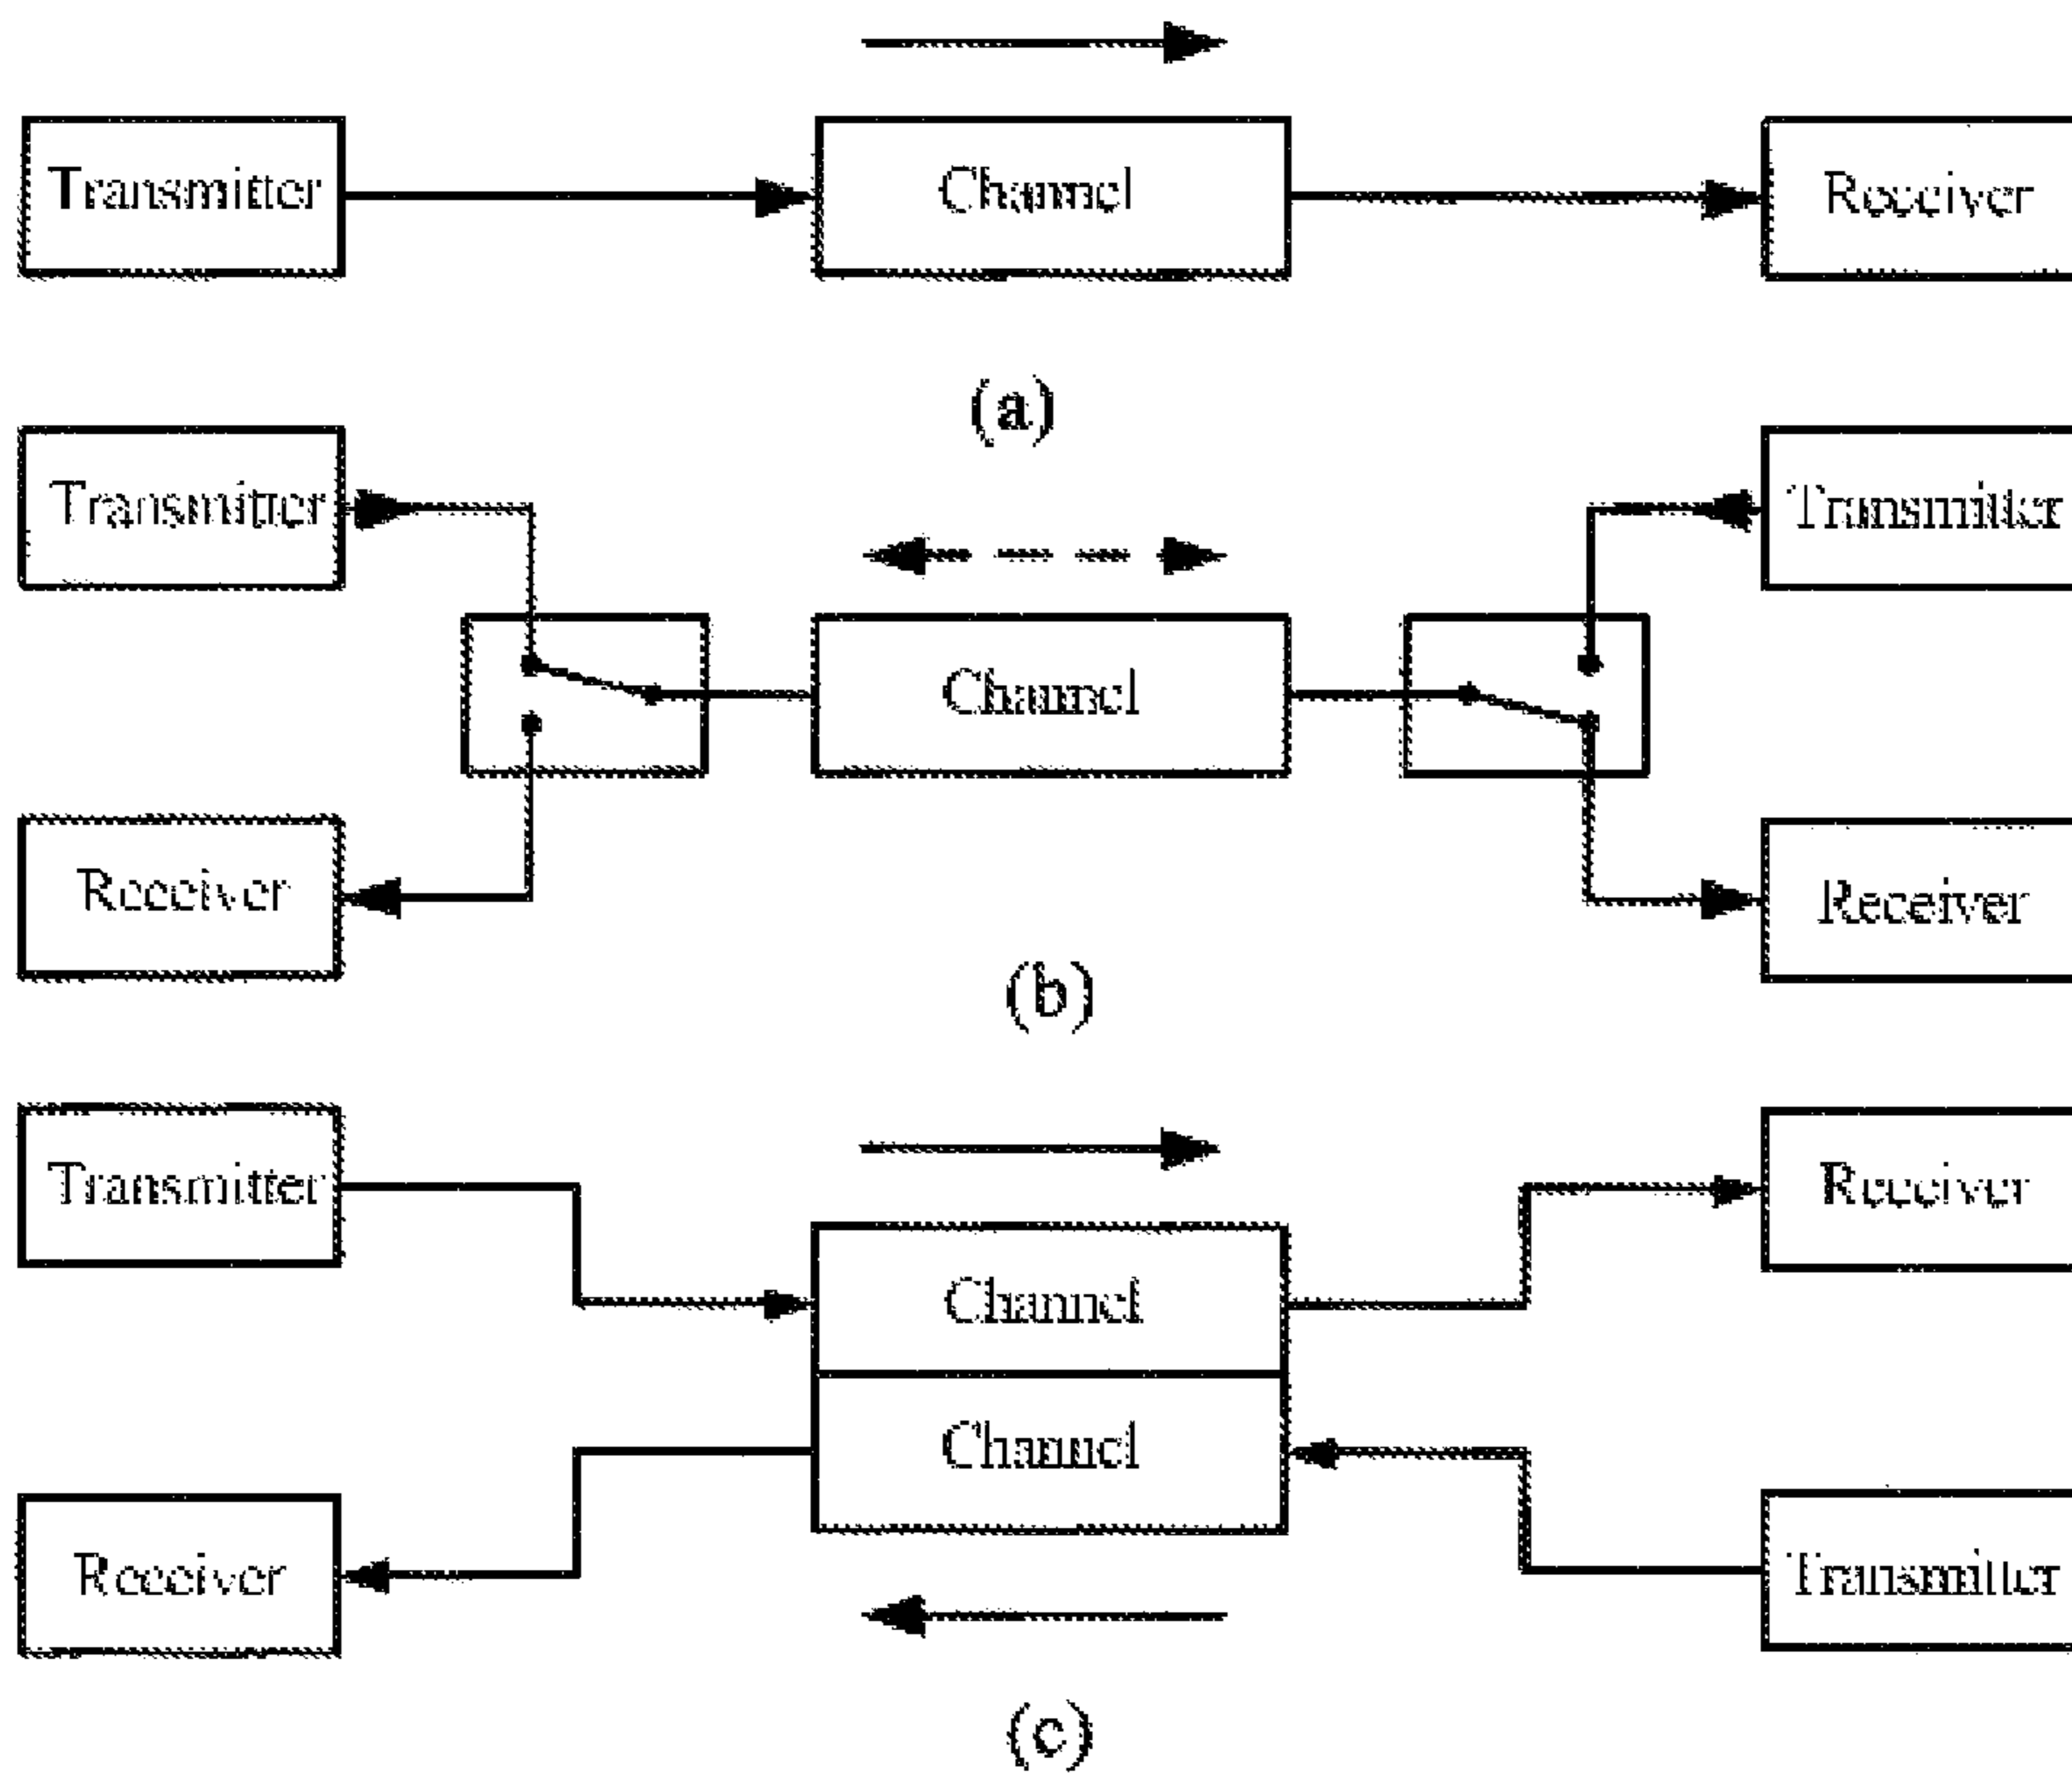 Transmitter
Channel
Receiver
(a)
Transmitter
Transmitter
Channel
Receiver
Receiver
(b)
Transmitter
Receiver
Channel
Channel
Receiver
Transmitter
(c)